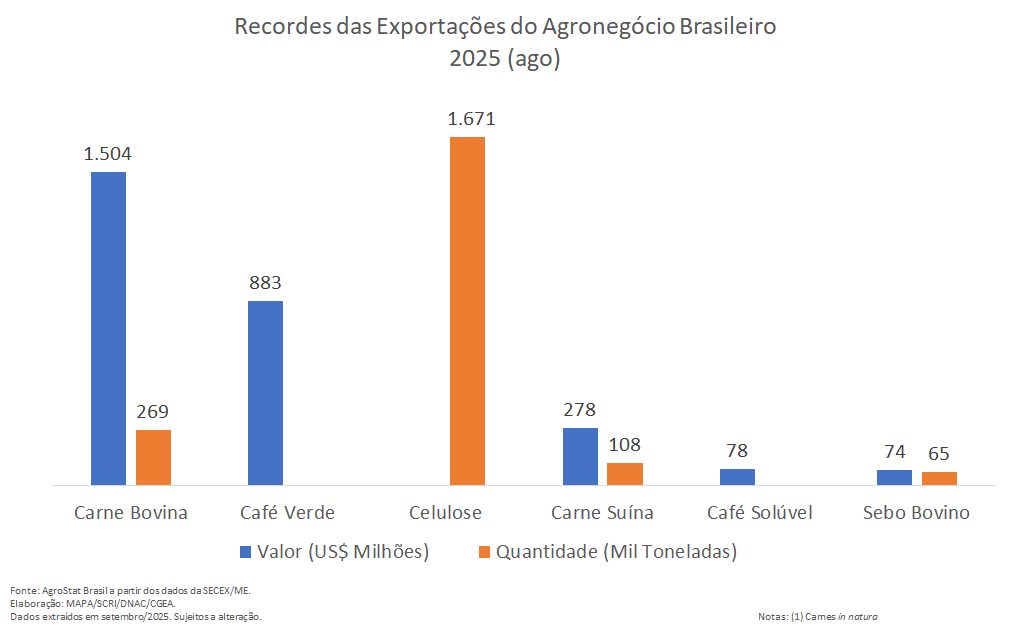 Recordes das Exportações do Agronegócio Brasileiro
2025 (ago)
1.671
1.504
883
269
278
108
78
74
65
Carne Bovina
Café Verde
Celulose
Carne Suína
Café Solúvel
Sebo Bovino
Valor (US$ Milhões)
Quantidade (Mil Toneladas)
Fonte: AgroStat Brasil a partir dos dados da SECEX/ME.
Elaboração: MAPA/SCRI/DNAC/CGEA.
Dados extraídos em setembro/2025. Sujeitos a alteração.
Notas: (1) Carnes in natura